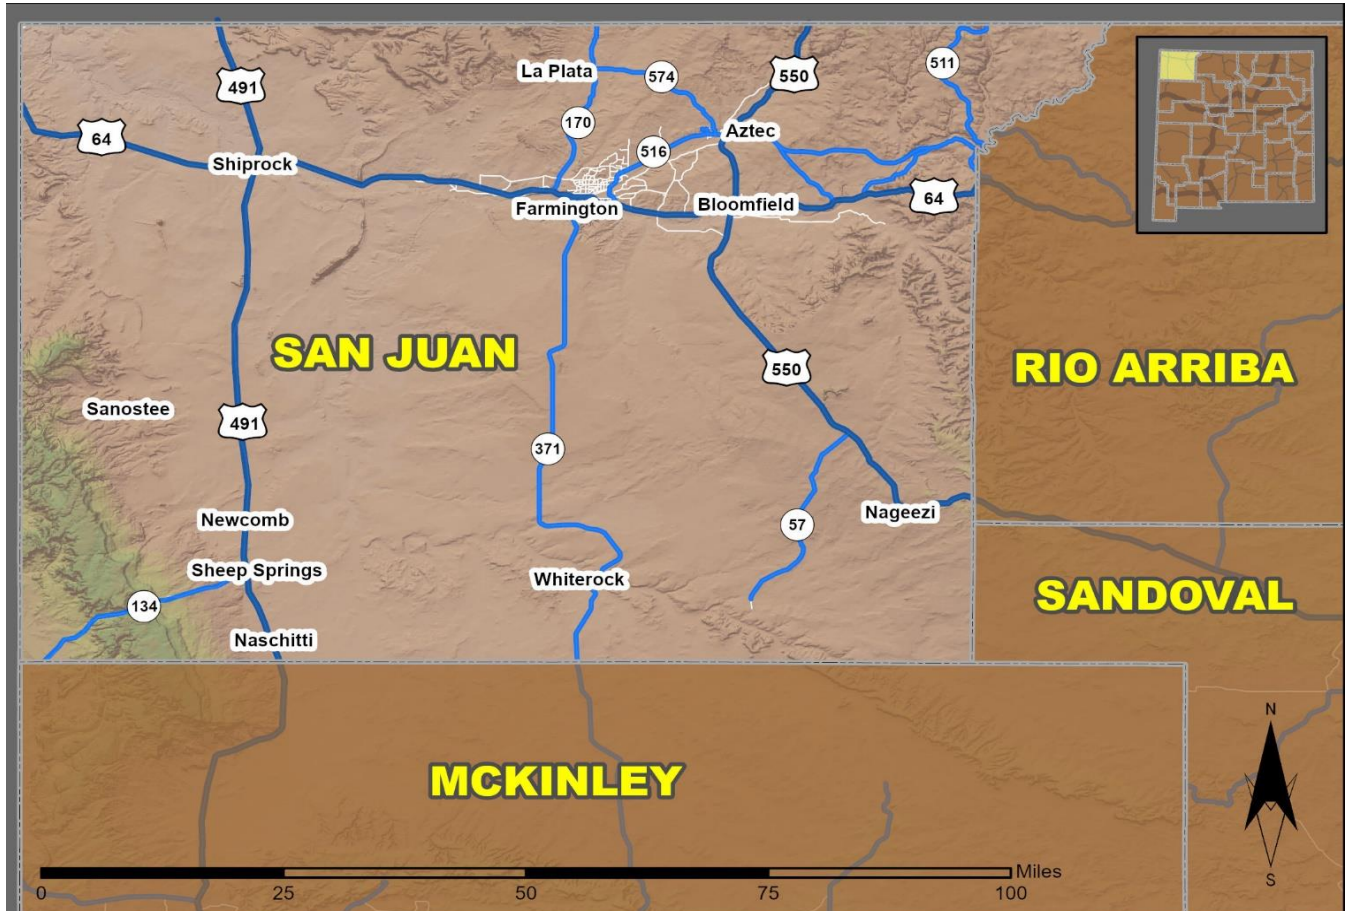 491
La Plata
574
550
511
64
170
Aztec
516
Shiprock
64
Farmington
Bloomfield
SAN JUAN
550
RIO ARRIBA
Sanostee
491
371
Newcomb
57
Nageezi
Sheep Springs
Whiterock
SANDOVAL
134
Naschitti
N
MCKINLEY
Miles
0 25 50 75 100
S